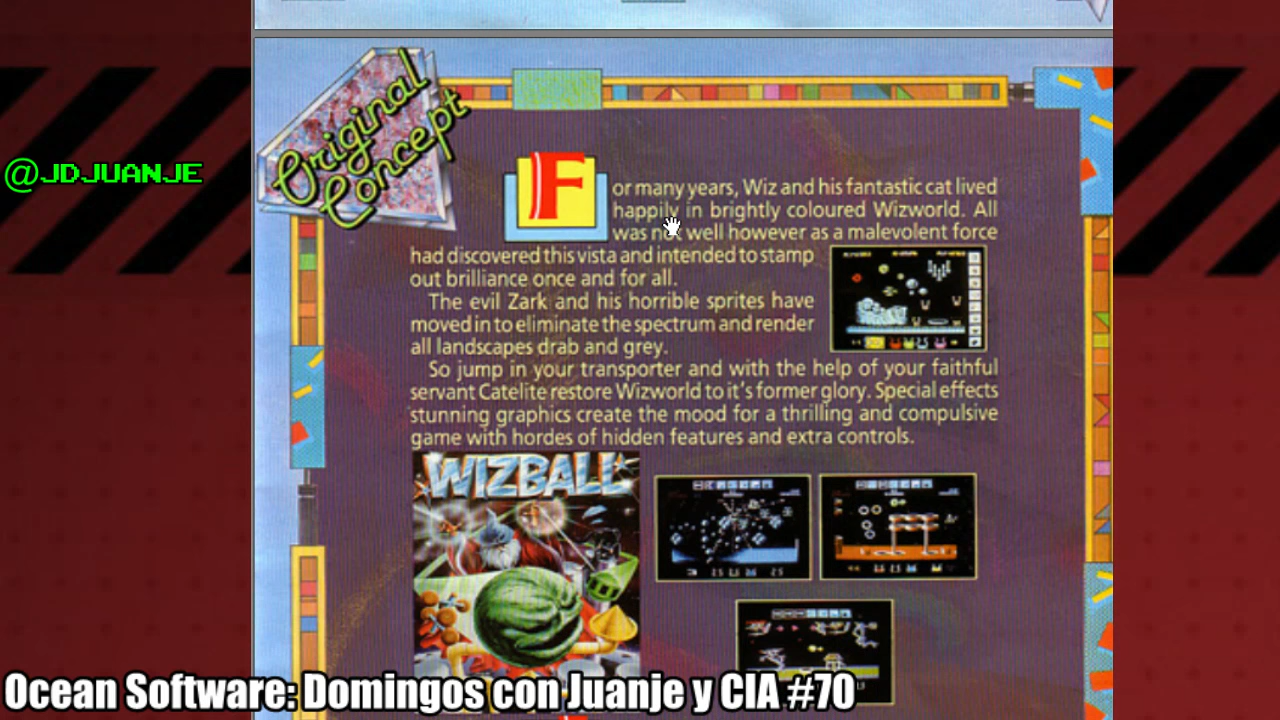 Original
Concept
@JDJUANJE
For many years, Wiz and his fantastic cat lived
happily in brightly coloured Wizworld. All
was not well however as a malevolent force
had discovered this vista and intended to stamp
out brilliance once and for all.
The evil Zark and his horrible sprites have
moved in to eliminate the spectrum and render
all landscapes drab and grey.
So jump in your transporter and with the help of your faithful
servant Catelite restore Wizworld to it's former glory. Special effects
stunning graphics create the mood for a thrilling and compulsive
game with hordes of hidden features and extra controls.
WIZBALL
Ocean Software: Domingos con Juanje y CIA #70